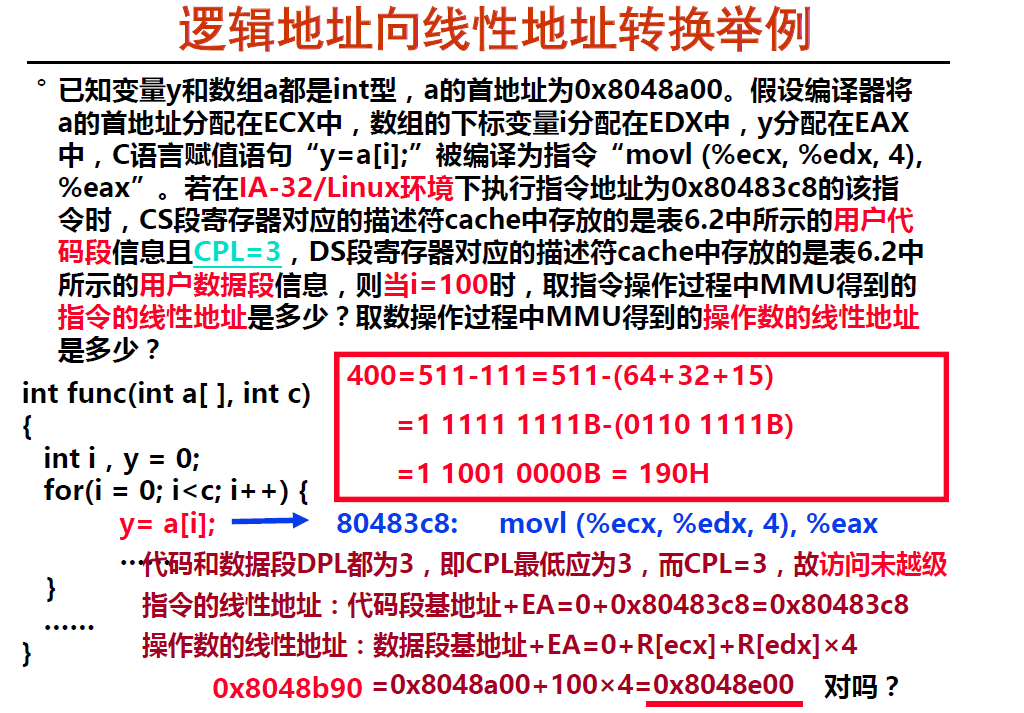 逻辑地址向线性地址转换举例
° 已知变量y和数组a都是int型，a的首地址为0x8048a00。假设编译器将
a的首地址分配在ECX中，数组的下标变量i分配在EDX中，y分配在EAX
中，C语言赋值语句“y=a[i];”被编译为指令“movl (%ecx, %edx, 4),
%eax”。若在IA-32/Linux环境下执行指令地址为0x80483c8的该指
令时，CS段寄存器对应的描述符cache中存放的是表6.2中所示的用户代
码段信息且CPL=3，DS段寄存器对应的描述符cache中存放的是表6.2中
所示的用户数据段信息，则当i=100时，取指令操作过程中MMU得到的
指令的线性地址是多少？取数操作过程中MMU得到的操作数的线性地址
是多少？
400=511-111=511-(64+32+15)
=1 1111 1111B-(0110 1111B)
=1 1001 0000B = 190H
int func(int a[ ], int c)
{
int i，y = 0;
for(i = 0; i<c; i++) {
y= a[i]; 80483c8: movl (%ecx, %edx, 4), %eax
……
代码和数据段DPL都为3，即CPL最低应为3，而CPL=3，故访问未越级
}
指令的线性地址：代码段基地址+EA=0+0x80483c8=0x80483c8
……
操作数的线性地址：数据段基地址+EA=0+R[ecx]+R[edx]×4
}
0x8048b90 =0x8048a00+100×4=0x8048e00 对吗？